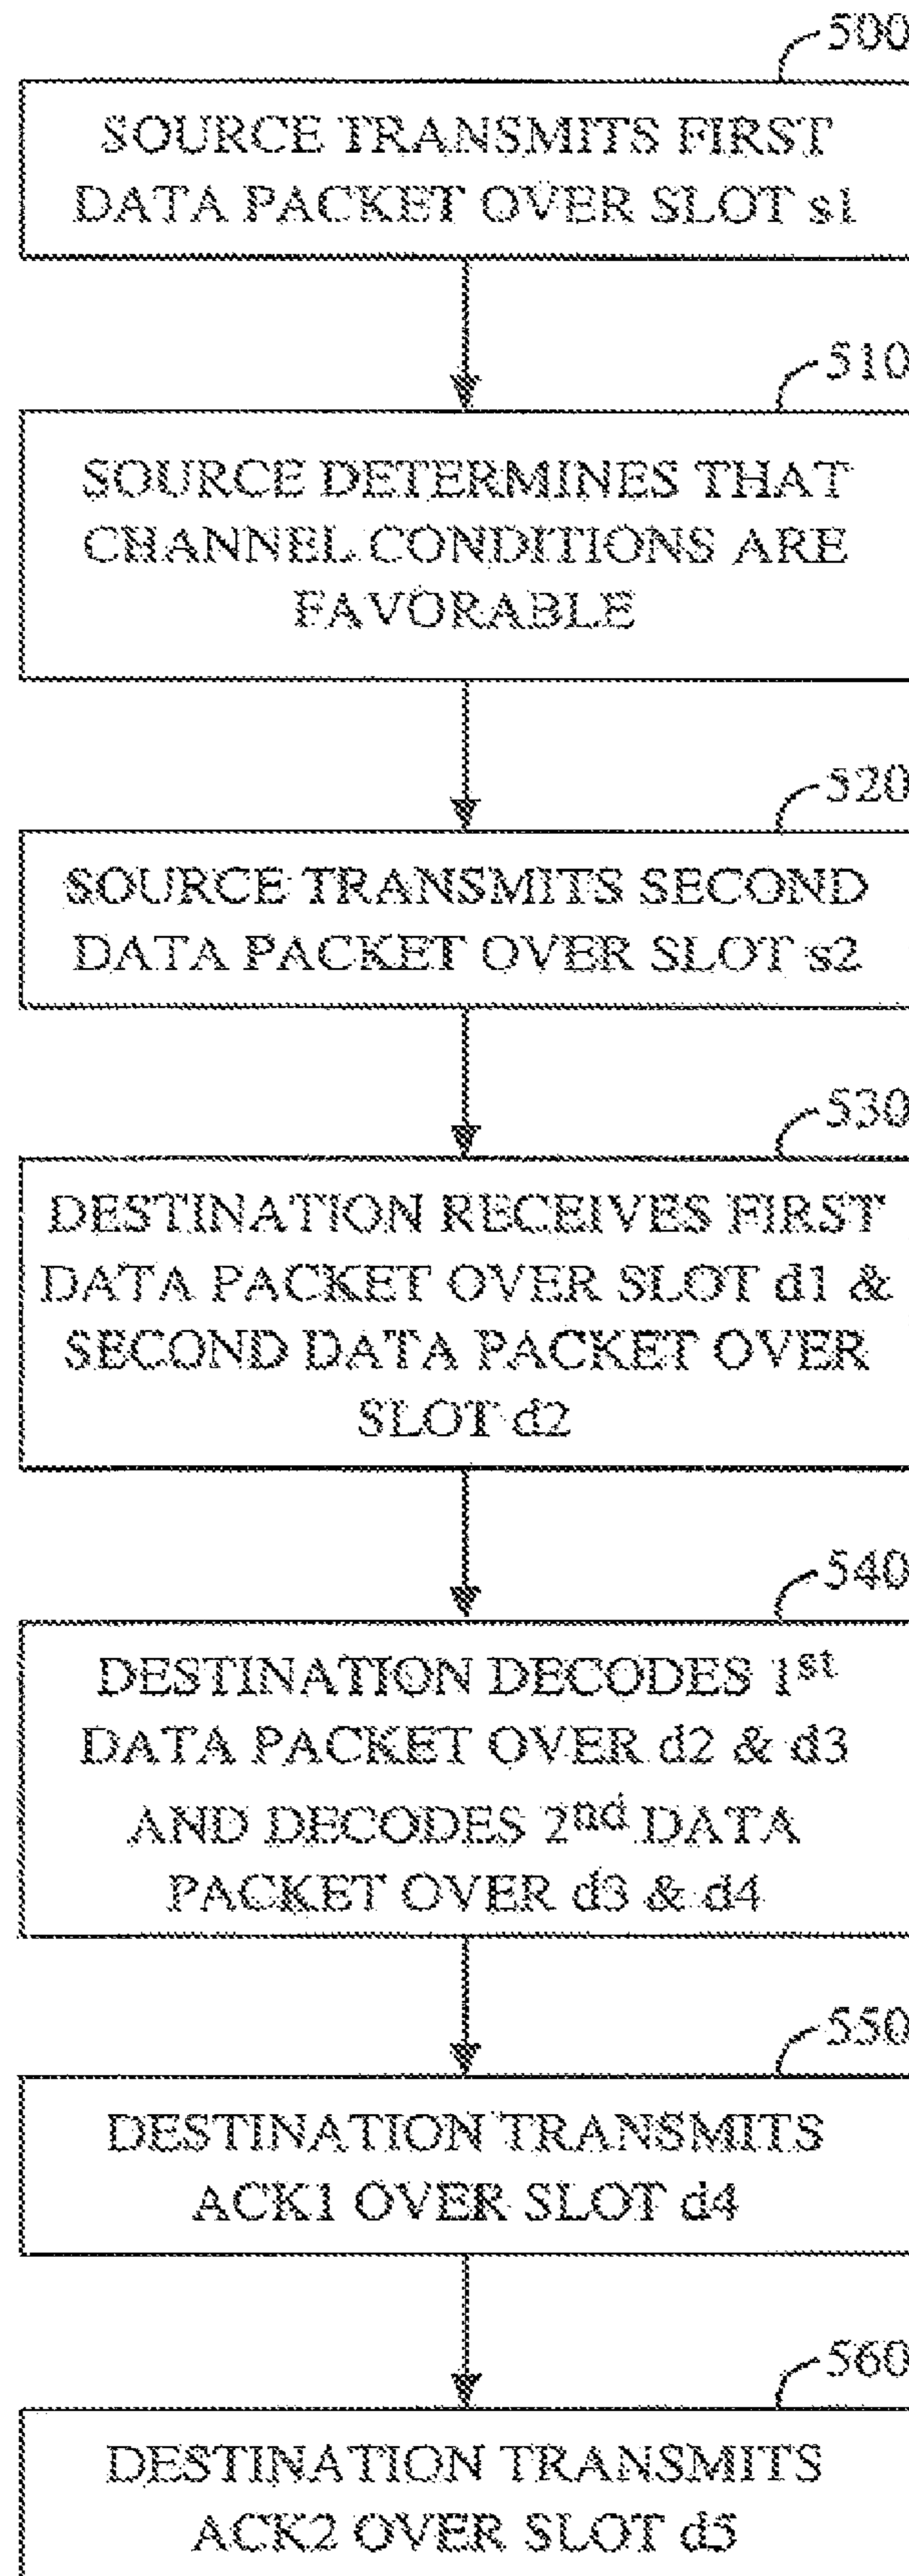 500
SOURCE TRANSMITS FIRST
DATA PACKET OVER SLOT s1
510
SOURCE DETERMINES THAT
CHANNEL CONDITIONS ARE
FAVORABLE
520
SOURCE TRANSMITS SECOND
DATA PACKET OVER SLOT s2
530
DESTINATION RECEIVES FIRST
DATA PACKET OVER SLOT d1 &
SECOND DATA PACKET OVER
SLOT d2
540
DESTINATION DECODES 1st
DATA PACKET OVER d2 & d3
AND DECODES 2nd DATA
PACKET OVER d3 & d4
550
DESTINATION TRANSMITS
ACK1 OVER SLOT d4
560
DESTINATION TRANSMITS
ACK2 OVER SLOT d5